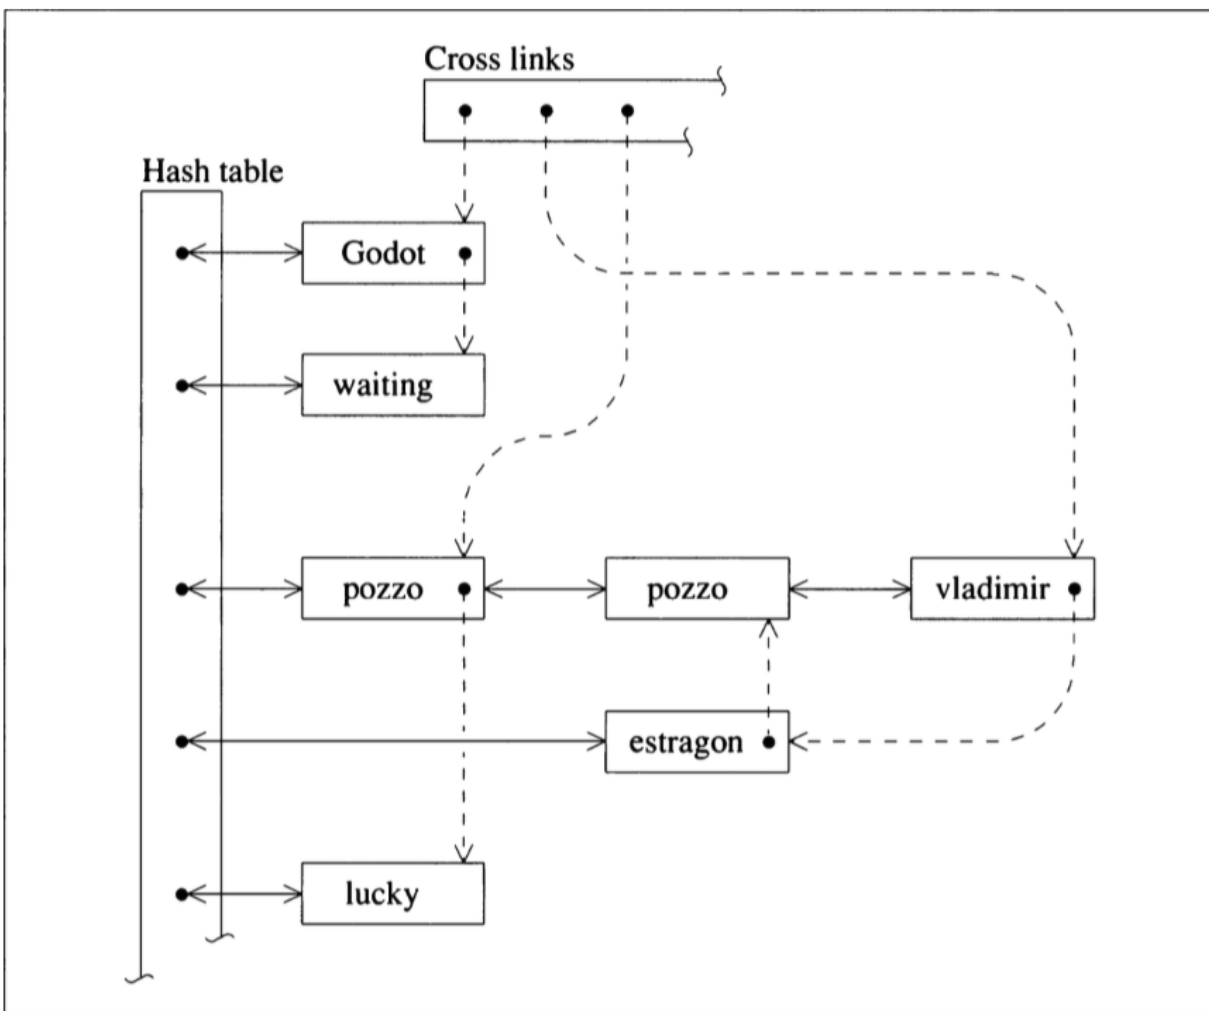 Cross links
Hash table
Godot
waiting
pozzo pozzo vladimir
estragon
lucky